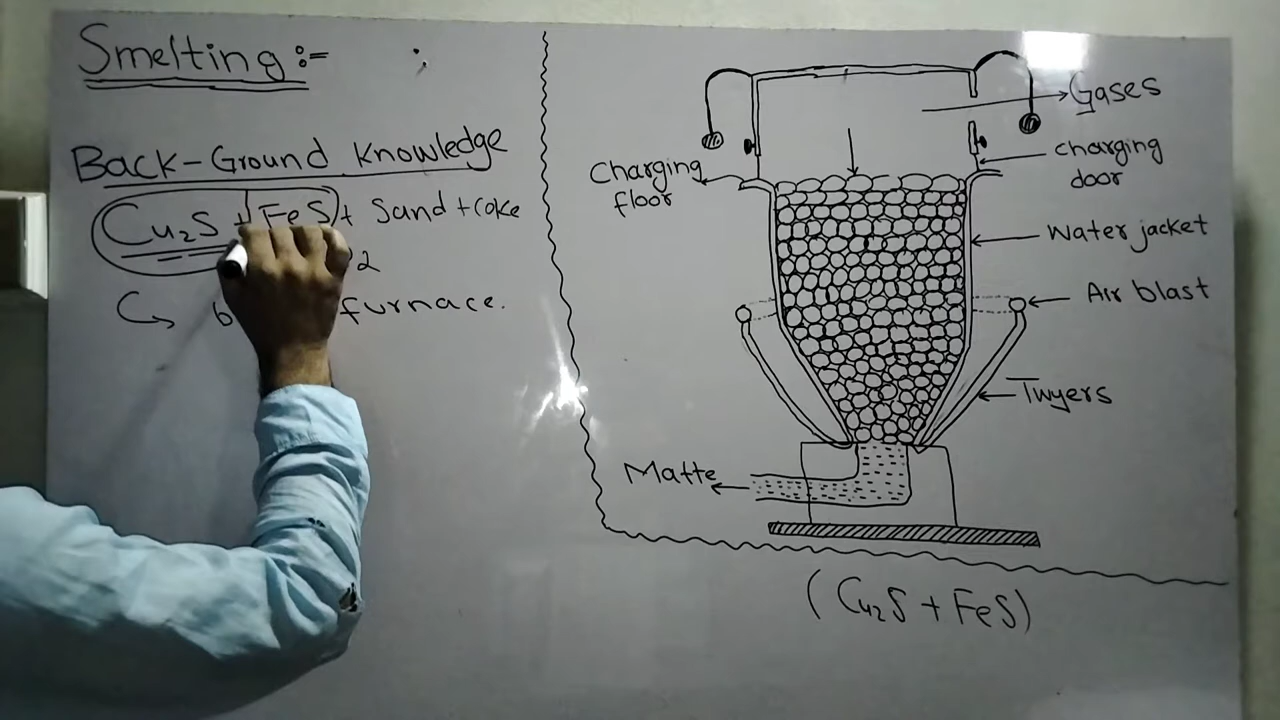 Smelting:-
Back-Ground Knowledge
Cu₂S + FeS + Sand + Coke
2
furnace.
Gases
Charging
floor
charging
door
Water jacket
Air blast
Twyers
Matte
(Cu₂S + FeS)